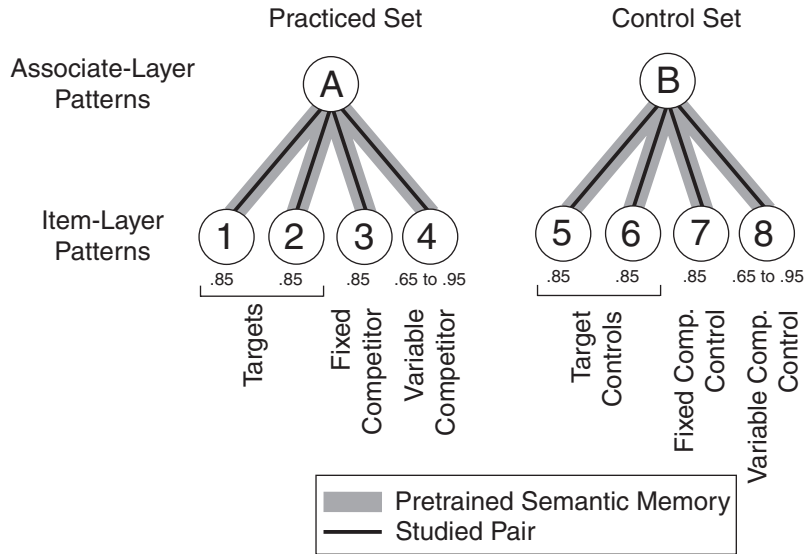 Practiced Set
Control Set
Associate-Layer
Patterns
A
B
Item-Layer
Patterns
1
2
3
4
5
6
7
8
.85
.85
.85
.65 to .95
.85
.85
.85
.65 to .95
Targets
Fixed
Competitor
Variable
Competitor
Target
Controls
Fixed Comp.
Control
Variable Comp.
Control
Pretrained Semantic Memory
Studied Pair